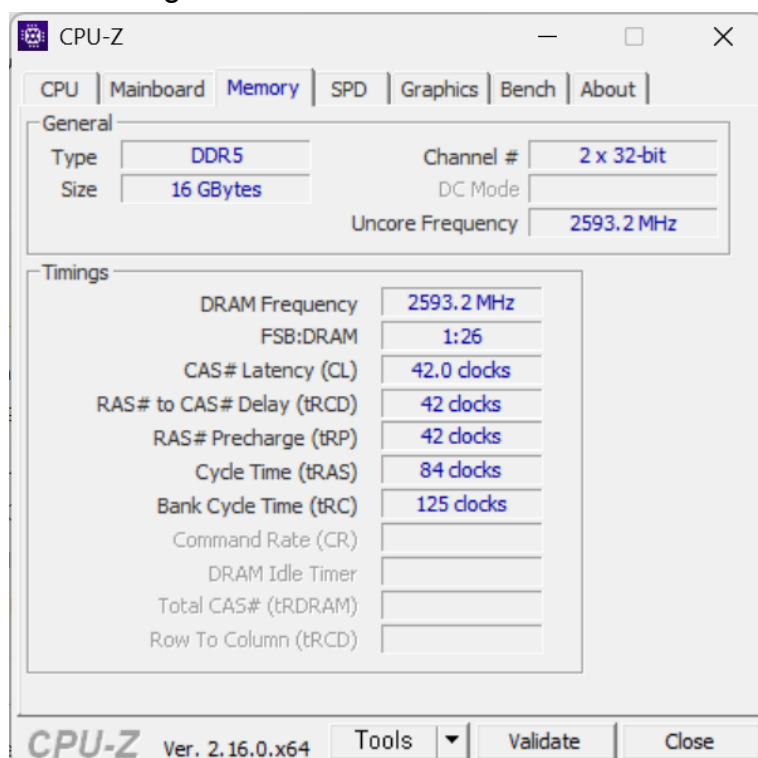 CPU-Z
CPU Mainboard Memory SPD Graphics Bench About
General
Type DDR5 Channel # 2 x 32-bit
Size 16 GBytes DC Mode
Uncore Frequency 2593.2 MHz
Timings
DRAM Frequency 2593.2 MHz
FSB:DRAM 1:26
CAS# Latency (CL) 42.0 clocks
RAS# to CAS# Delay (tRCD) 42 clocks
RAS# Precharge (tRP) 42 clocks
Cycle Time (tRAS) 84 clocks
Bank Cycle Time (tRC) 125 clocks
Command Rate (CR)
DRAM Idle Timer
Total CAS# (tRDRAM)
Row To Column (tRCD)
CPU-Z Ver. 2.16.0.x64 Tools Validate Close